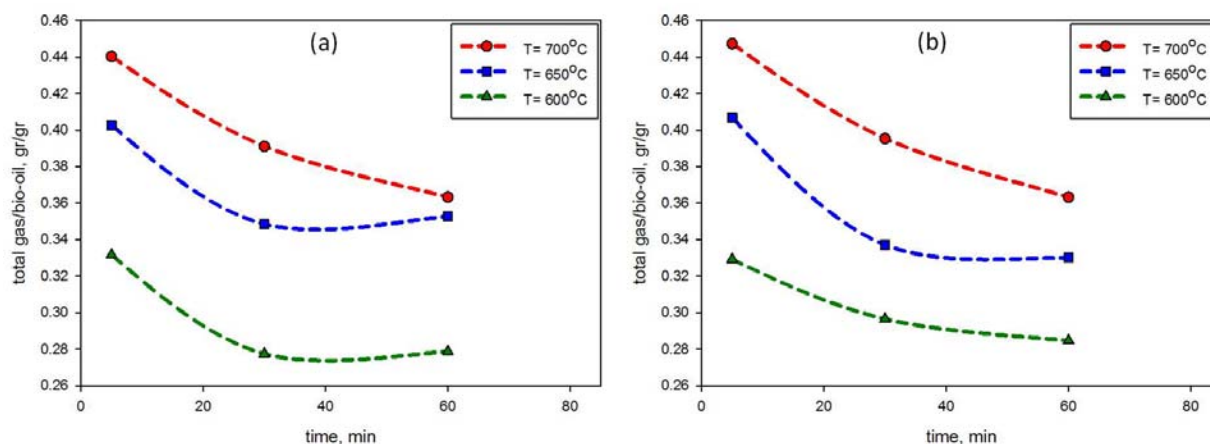 (a)
T= 700°C
T= 650°C
T= 600°C
total gas/bio-oil, gr/gr
0.46
0.44
0.42
0.40
0.38
0.36
0.34
0.32
0.30
0.28
0.26
0 20 40 60 80
time, min
(b)
T= 700°C
T= 650°C
T= 600°C
total gas/bio-oil, gr/gr
0.46
0.44
0.42
0.40
0.38
0.36
0.34
0.32
0.30
0.28
0.26
0 20 40 60 80
time, min